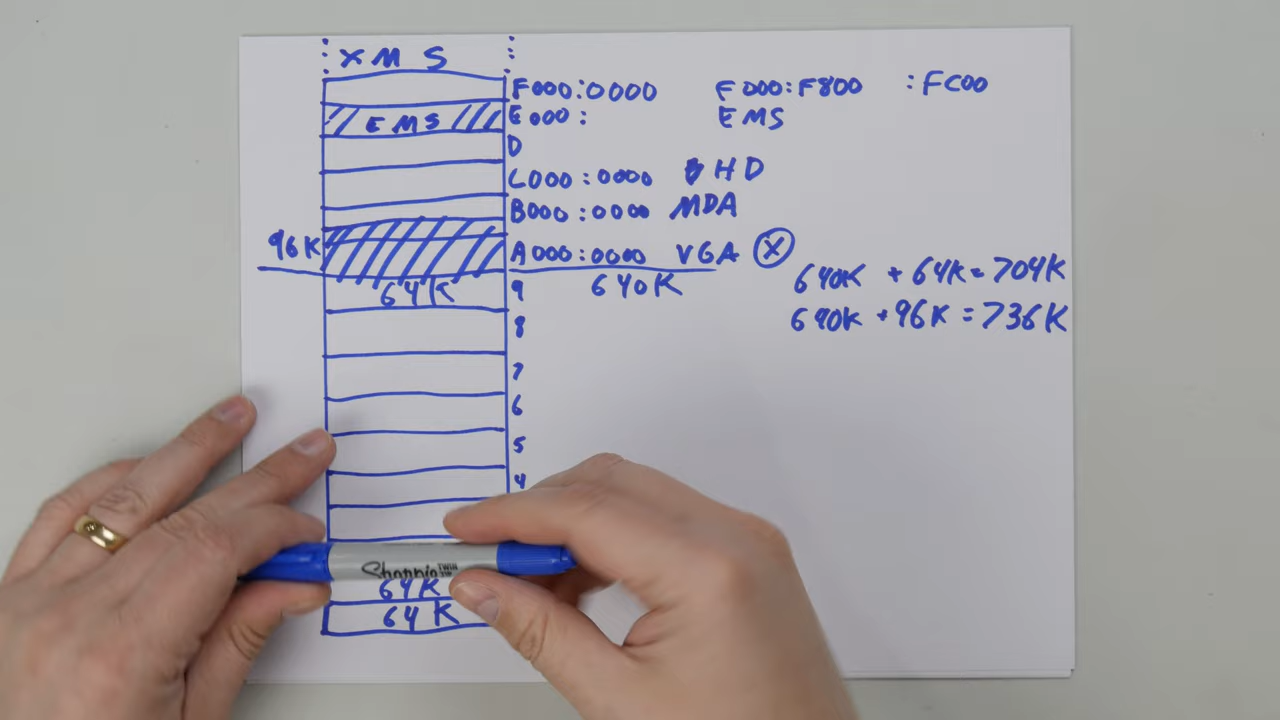 XMS
F000:0000 F000:F800 :FC00
EMS E000: EMS
D
C000:0000 HD
B000:0000 MDA
96K A000:0000 VGA X
640K + 64K = 704K
64K 9 640K
640K + 96K = 736K
8
7
6
5
4
Sharpie TWIN TIP
64K
64K